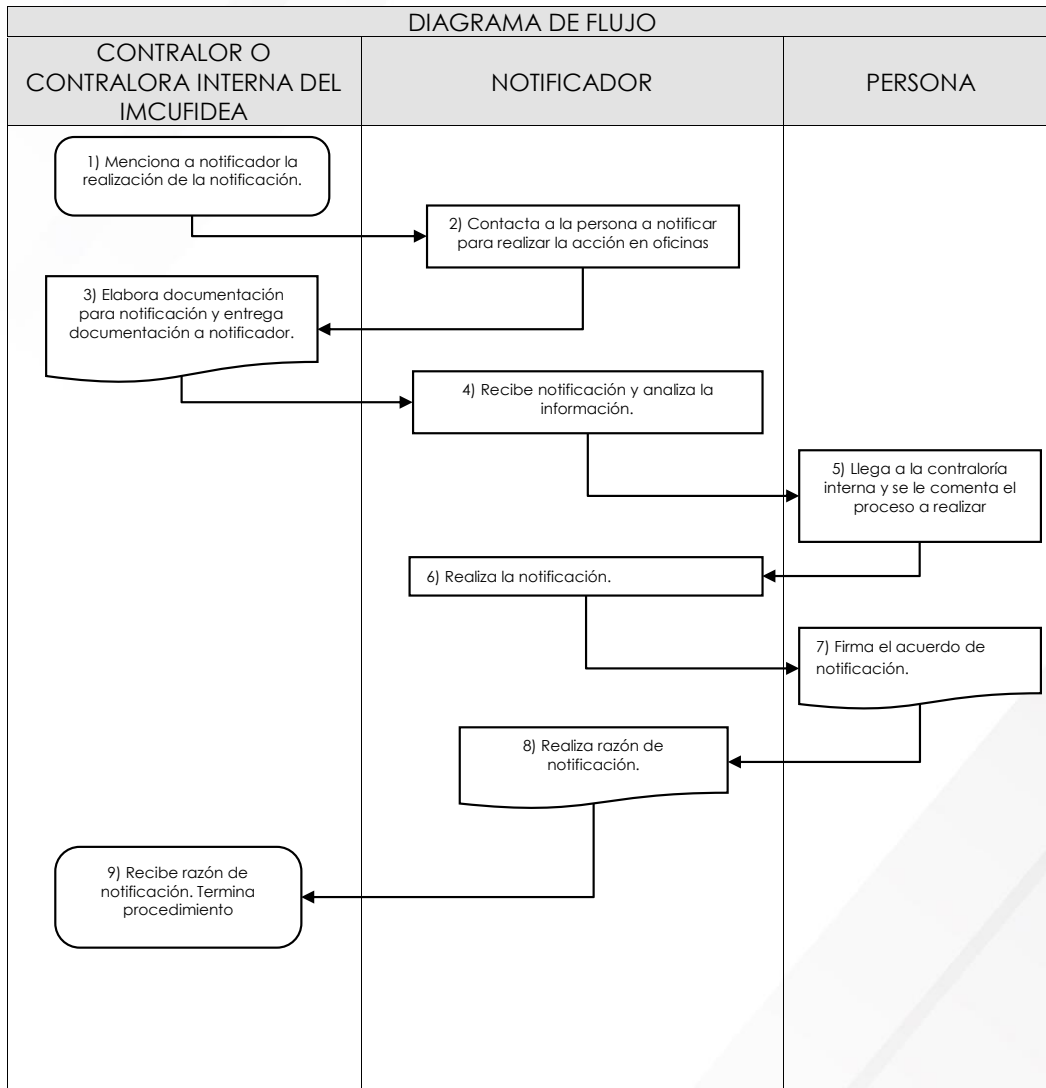 DIAGRAMA DE FLUJO
CONTRALOR O
CONTRALORA INTERNA DEL
IMCUFIDEA
NOTIFICADOR
PERSONA
1) Menciona a notificador la
realización de la notificación.
2) Contacta a la persona a notificar
para realizar la acción en oficinas
3) Elabora documentación
para notificación y entrega
documentación a notificador.
4) Recibe notificación y analiza la
información.
5) Llega a la contraloría
interna y se le comenta el
proceso a realizar
6) Realiza la notificación.
7) Firma el acuerdo de
notificación.
8) Realiza razón de
notificación.
9) Recibe razón de
notificación. Termina
procedimiento